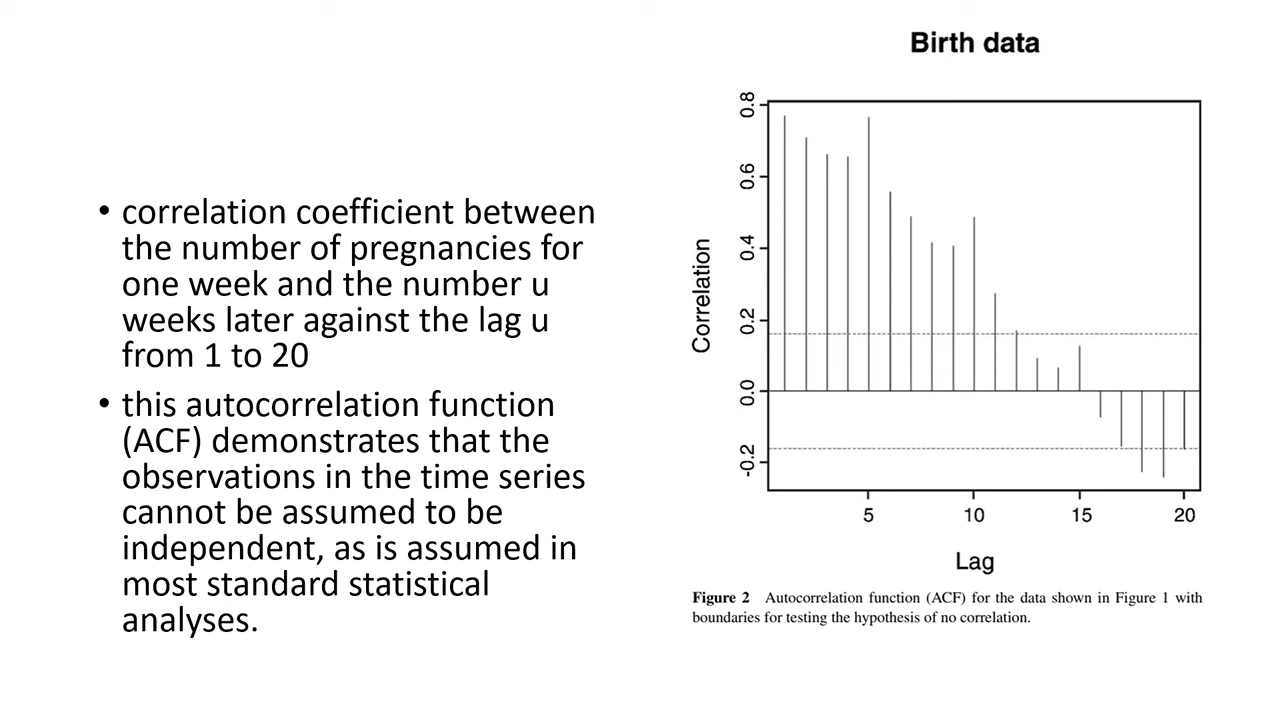 • correlation coefficient between
the number of pregnancies for
one week and the number u
weeks later against the lag u
from 1 to 20
• this autocorrelation function
(ACF) demonstrates that the
observations in the time series
cannot be assumed to be
independent, as is assumed in
most standard statistical
analyses.
Birth data
Correlation
0.8
0.6
0.4
0.2
0.0
-0.2
5 10 15 20
Lag
Figure 2 Autocorrelation function (ACF) for the data shown in Figure 1 with
boundaries for testing the hypothesis of no correlation.